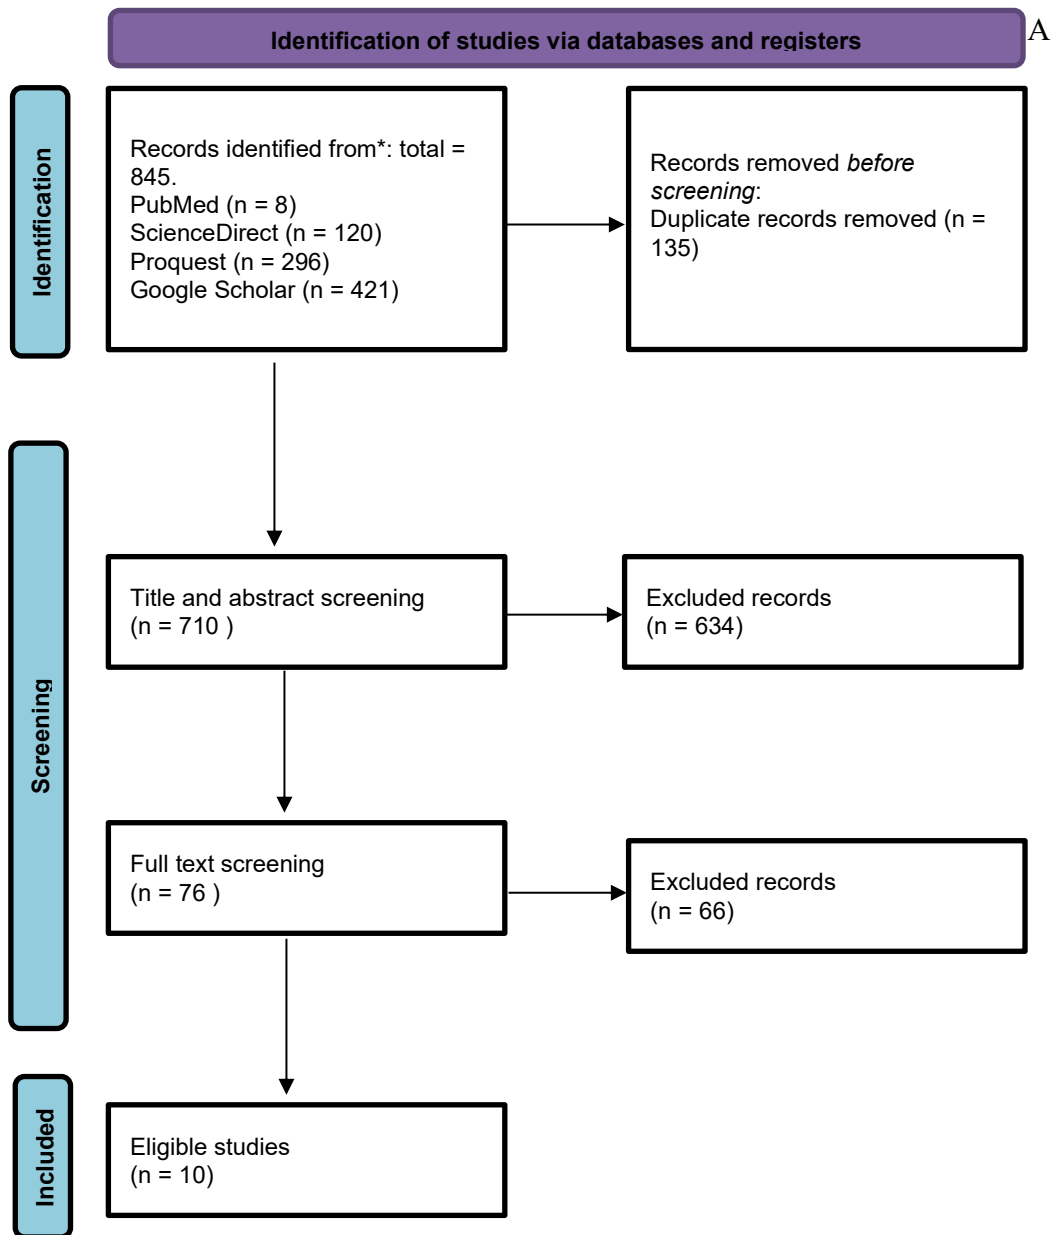 Identification of studies via databases and registers
A
Identification
Records identified from*: total =
845.
PubMed (n = 8)
ScienceDirect (n = 120)
Proquest (n = 296)
Google Scholar (n = 421)
Records removed before
screening:
Duplicate records removed (n =
135)
Screening
Title and abstract screening
(n = 710 )
Excluded records
(n = 634)
Full text screening
(n = 76 )
Excluded records
(n = 66)
Included
Eligible studies
(n = 10)